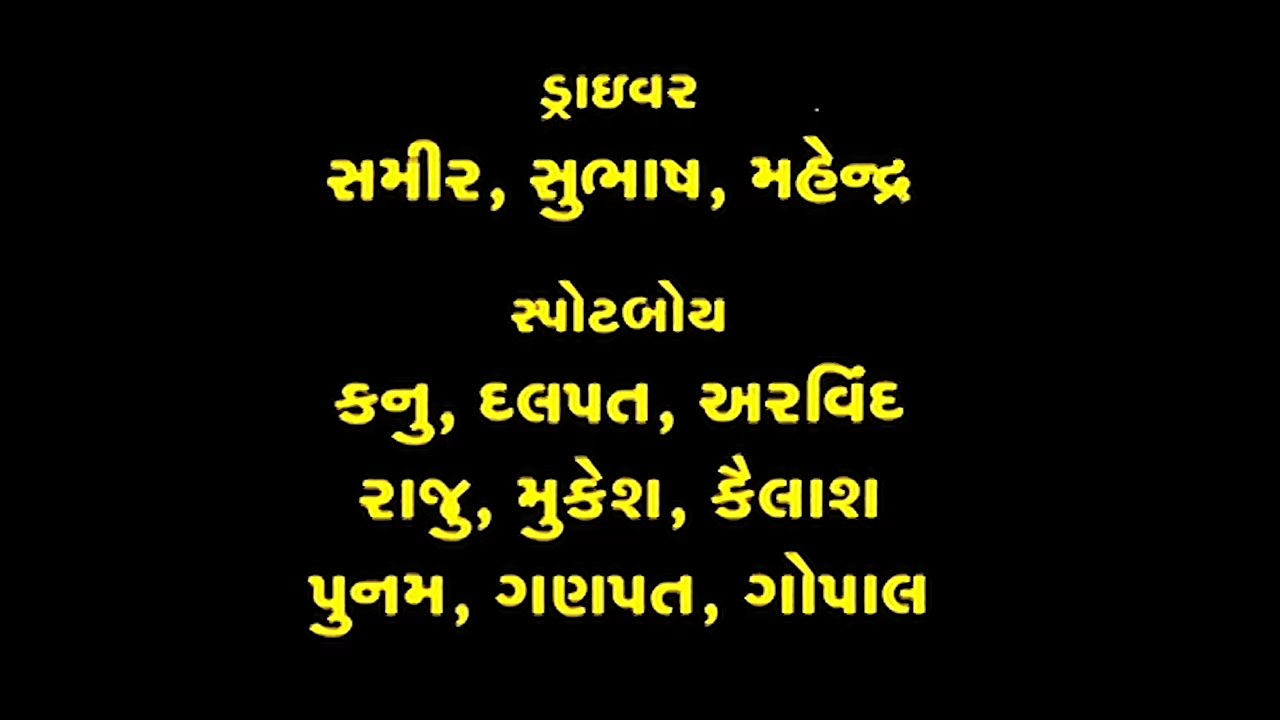 ડ્રાઇવર
સમીર, સુભાષ, મહેન્દ્ર
સ્પોટબોય
કનુ, દલપત, અરવિંદ
રાજુ, મુકેશ, કૈલાશ
પુનમ, ગણપત, ગોપાલ